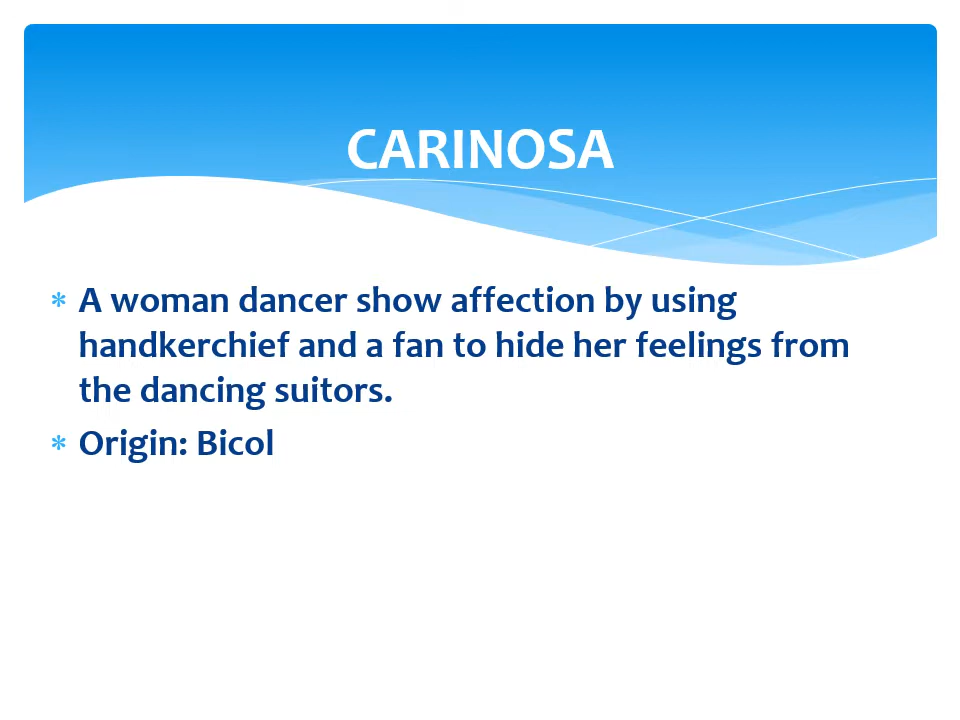 CARINOSA
* A woman dancer show affection by using
handkerchief and a fan to hide her feelings from
the dancing suitors.
* Origin: Bicol